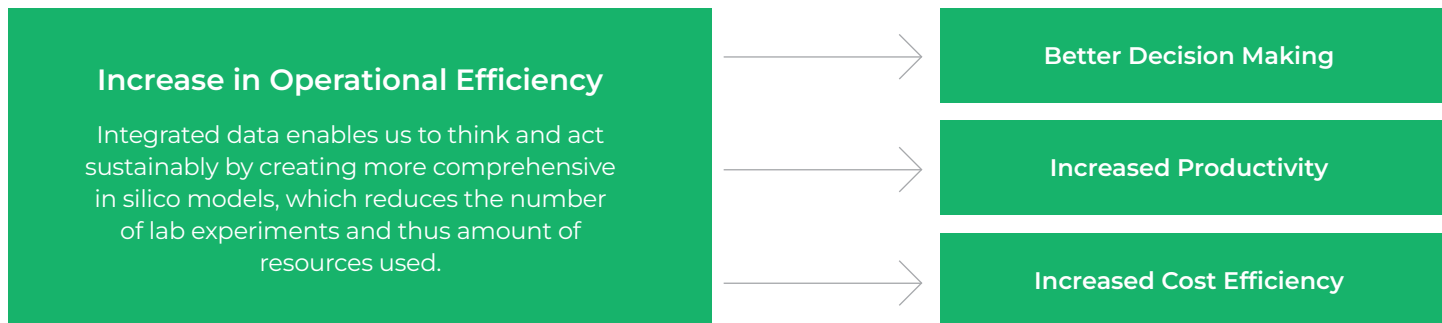 Increase in Operational Efficiency
Integrated data enables us to think and act
sustainably by creating more comprehensive
in silico models, which reduces the number
of lab experiments and thus amount of
resources used.
Better Decision Making
Increased Productivity
Increased Cost Efficiency